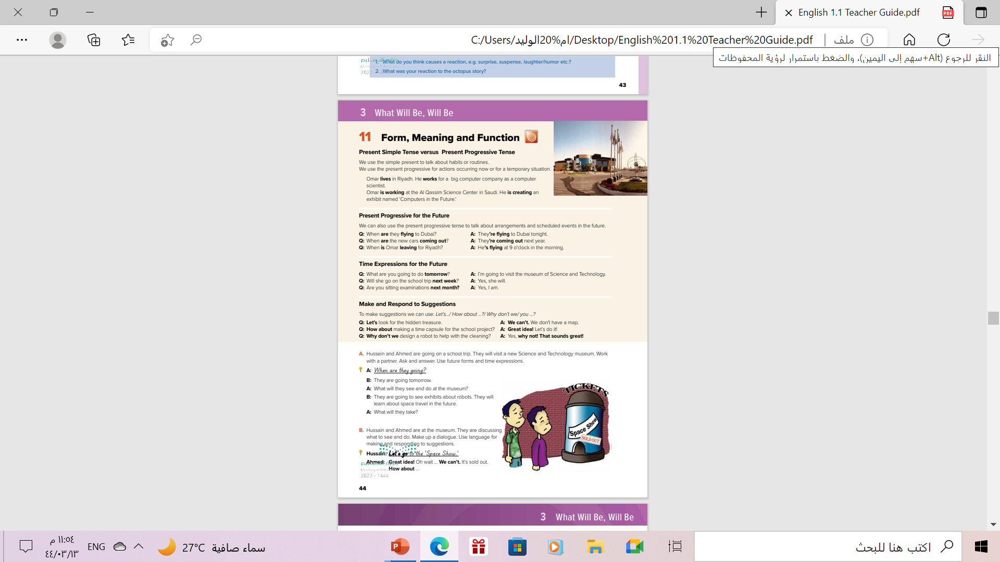 English 1.1 Teacher Guide.pdf
PDF
C:/Users/ام%20الوليد/Desktop/English%201.1%20Teacher%20Guide.pdf
ملف
النقر للرجوع (Alt+سهم إلى اليمين)، والضغط باستمرار لرؤية المحفوظات
1. What do you think causes a reaction, e.g. surprise, suspense, laughter/humor etc.?
2. What was your reaction to the octopus story?
43
3 What Will Be, Will Be
11 Form, Meaning and Function
Present Simple Tense versus Present Progressive Tense
We use the simple present to talk about habits or routines.
We use the present progressive for actions occurring now or for a temporary situation.
Omar lives in Riyadh. He works for a big computer company as a computer
scientist.
Omar is working at the Al Qassim Science Center in Saudi. He is creating an
exhibit named 'Computers in the Future.'
Present Progressive for the Future
We can also use the present progressive tense to talk about arrangements and scheduled events in the future.
Q: When are they flying to Dubai? A: They're flying to Dubai tonight.
Q: When are the new cars coming out? A: They're coming out next year.
Q: When is Omar leaving for Riyadh? A: He's flying at 9 o'clock in the morning.
Time Expressions for the Future
Q: What are you going to do tomorrow? A: I'm going to visit the museum of Science and Technology.
Q: Will she go on the school trip next week? A: Yes, she will.
Q: Are you sitting examinations next month? A: Yes, I am.
Make and Respond to Suggestions
To make suggestions we can use: Let's.../ How about ...?/ Why don't we/ you ...?
Q: Let's look for the hidden treasure. A: We can't. We don't have a map.
Q: How about making a time capsule for the school project? A: Great idea! Let's do it!
Q: Why don't we design a robot to help with the cleaning? A: Yes, why not! That sounds great!
A. Hussein and Ahmed are going on a school trip. They will visit a new Science and Technology museum. Work
with a partner. Ask and answer. Use future forms and time expressions.
A: When are they going?
B: They are going tomorrow.
A: What will they see and do at the museum?
B: They are going to see exhibits about robots. They will
learn about space travel in the future.
A: What will they take?
TICKETS
Space Show
SOLD OUT
B. Hussain and Ahmed are at the museum. They are discussing
what to see and do. Make up a dialogue. Use language for
making and responding to suggestions.
Hussain: Let's go to the 'Space Show.'
Ahmed: Great idea! Oh wait ... We can't. It's sold out.
How about ...
Ministry of Education
2022 - 1444
44
3 What Will Be, Will Be
١١:٥٤ م
٤٤/٠٣/١٣
ENG
27°C سماء صافية
اكتب هنا للبحث